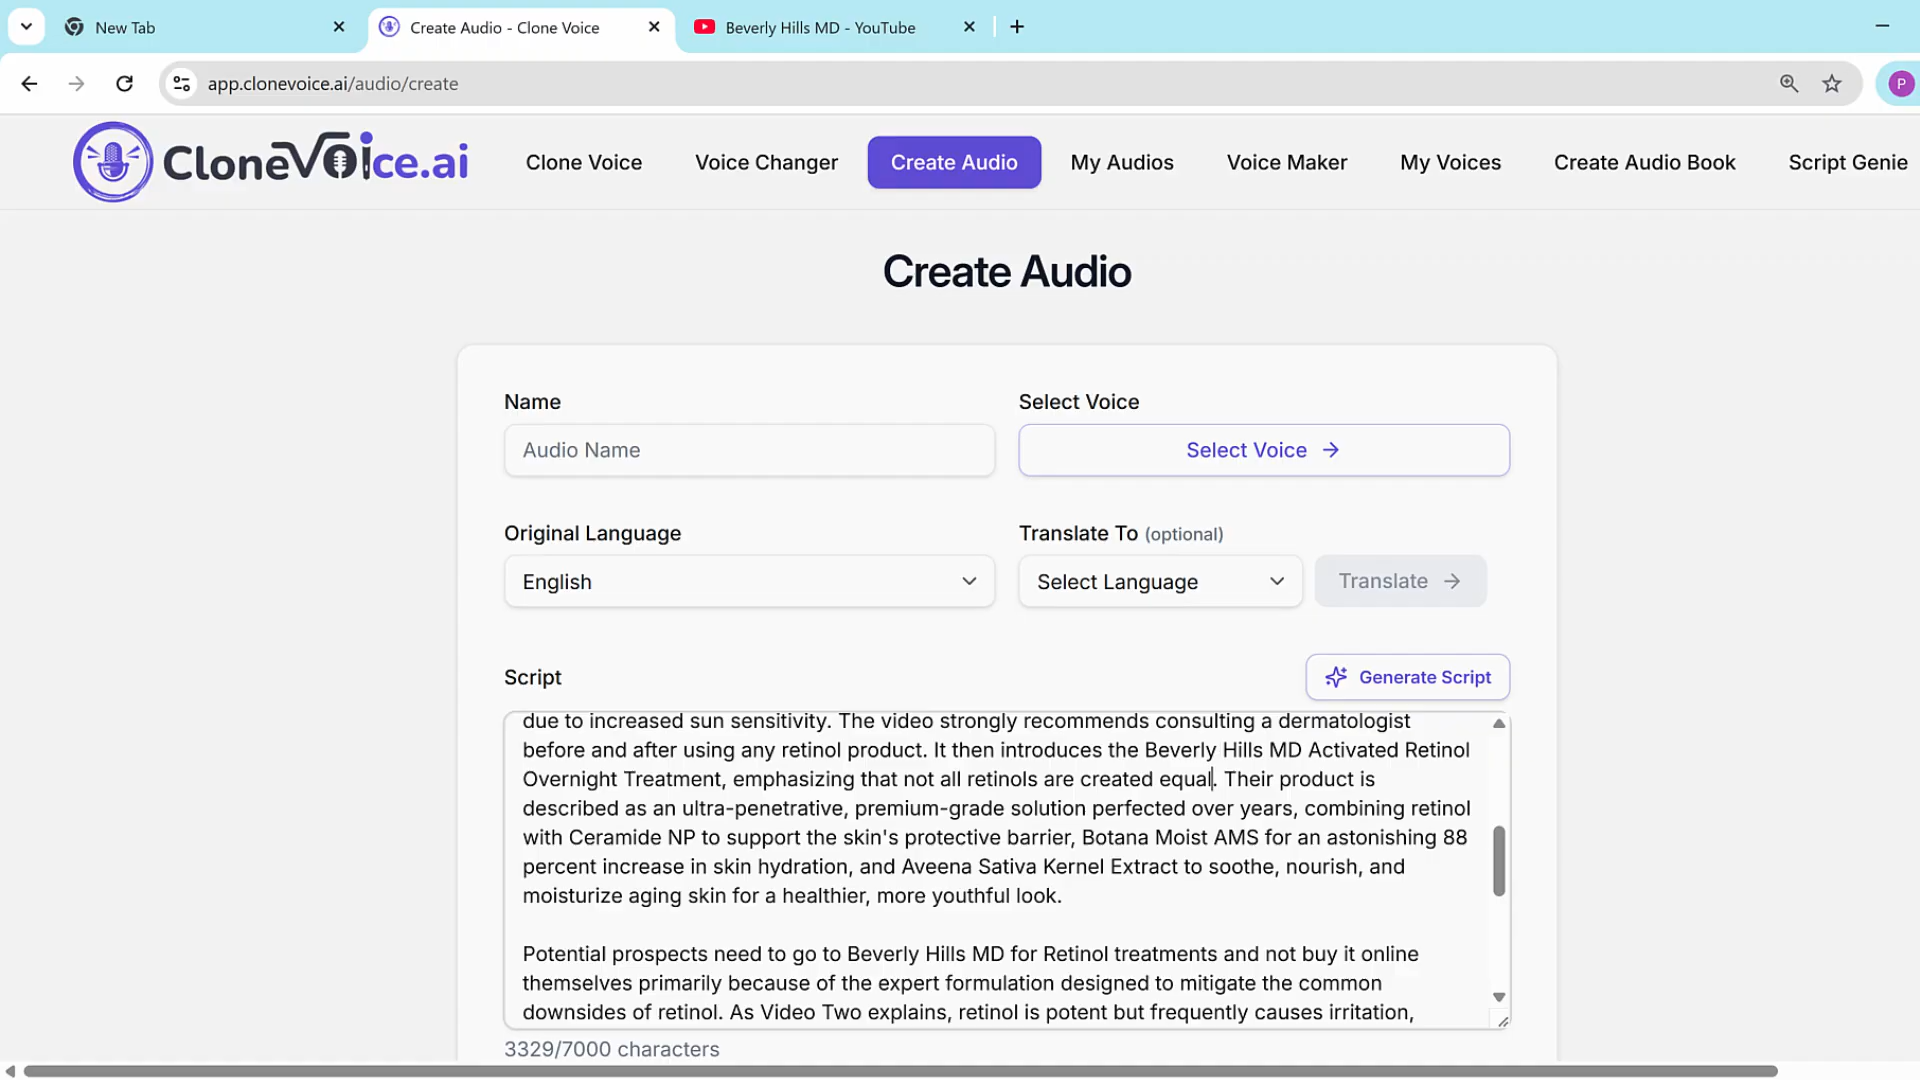 New Tab
Create Audio - Clone Voice
Beverly Hills MD - YouTube
app.clonevoice.ai/audio/create
P
CloneVoice.ai
Clone Voice
Voice Changer
Create Audio
My Audios
Voice Maker
My Voices
Create Audio Book
Script Genie
Create Audio
Name
Select Voice
Audio Name
Select Voice
Original Language
Translate To (optional)
English
Select Language
Translate
Script
Generate Script
due to increased sun sensitivity. The video strongly recommends consulting a dermatologist
before and after using any retinol product. It then introduces the Beverly Hills MD Activated Retinol
Overnight Treatment, emphasizing that not all retinols are created equal. Their product is
described as an ultra-penetrative, premium-grade solution perfected over years, combining retinol
with Ceramide NP to support the skin's protective barrier, Botana Moist AMS for an astonishing 88
percent increase in skin hydration, and Aveena Sativa Kernel Extract to soothe, nourish, and
moisturize aging skin for a healthier, more youthful look.
Potential prospects need to go to Beverly Hills MD for Retinol treatments and not buy it online
themselves primarily because of the expert formulation designed to mitigate the common
downsides of retinol. As Video Two explains, retinol is potent but frequently causes irritation,
3329/7000 characters